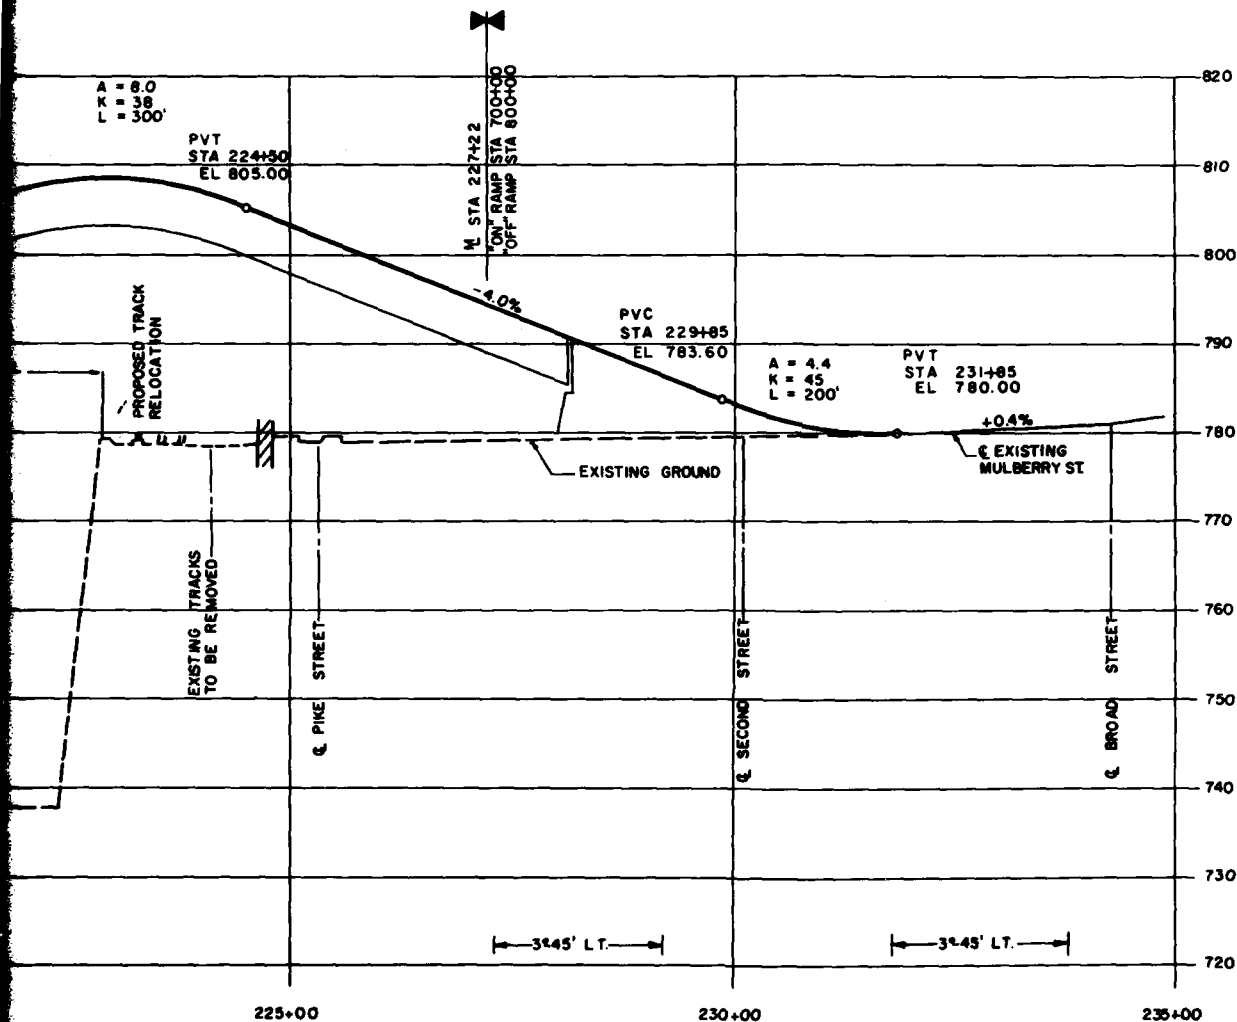 A = 8.0
K = 38
L = 300'
PVT
STA 224+50
EL 805.00
ML STA 227+22
"ON" RAMP STA 700+00
"OFF" RAMP STA 800+00
820
810
800
790
780
770
760
750
740
730
720
-4.0%
PVC
STA 229+85
EL 783.60
A = 4.4
K = 45
L = 200'
PVT
STA 231+85
EL 780.00
+0.4%
℄ EXISTING
MULBERRY ST.
PROPOSED TRACK
RELOCATION
EXISTING GROUND
EXISTING TRACKS
TO BE REMOVED
℄ PIKE STREET
℄ SECOND STREET
℄ BROAD STREET
3°45' LT.
3°45' LT.
225+00
230+00
235+00